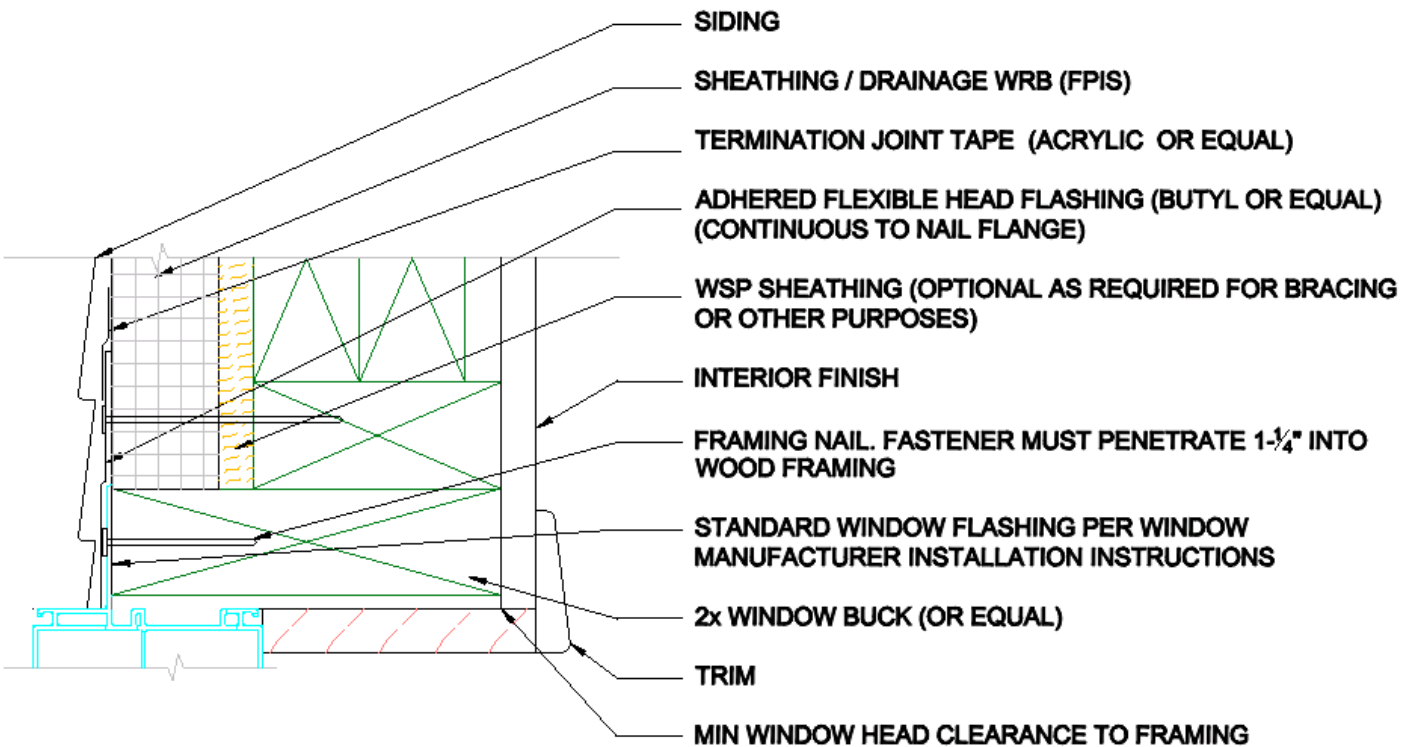 SIDING
SHEATHING / DRAINAGE WRB (FPIS)
TERMINATION JOINT TAPE (ACRYLIC OR EQUAL)
ADHERED FLEXIBLE HEAD FLASHING (BUTYL OR EQUAL)
(CONTINUOUS TO NAIL FLANGE)
WSP SHEATHING (OPTIONAL AS REQUIRED FOR BRACING
OR OTHER PURPOSES)
INTERIOR FINISH
FRAMING NAIL. FASTENER MUST PENETRATE 1-¼" INTO
WOOD FRAMING
STANDARD WINDOW FLASHING PER WINDOW
MANUFACTURER INSTALLATION INSTRUCTIONS
2x WINDOW BUCK (OR EQUAL)
TRIM
MIN WINDOW HEAD CLEARANCE TO FRAMING